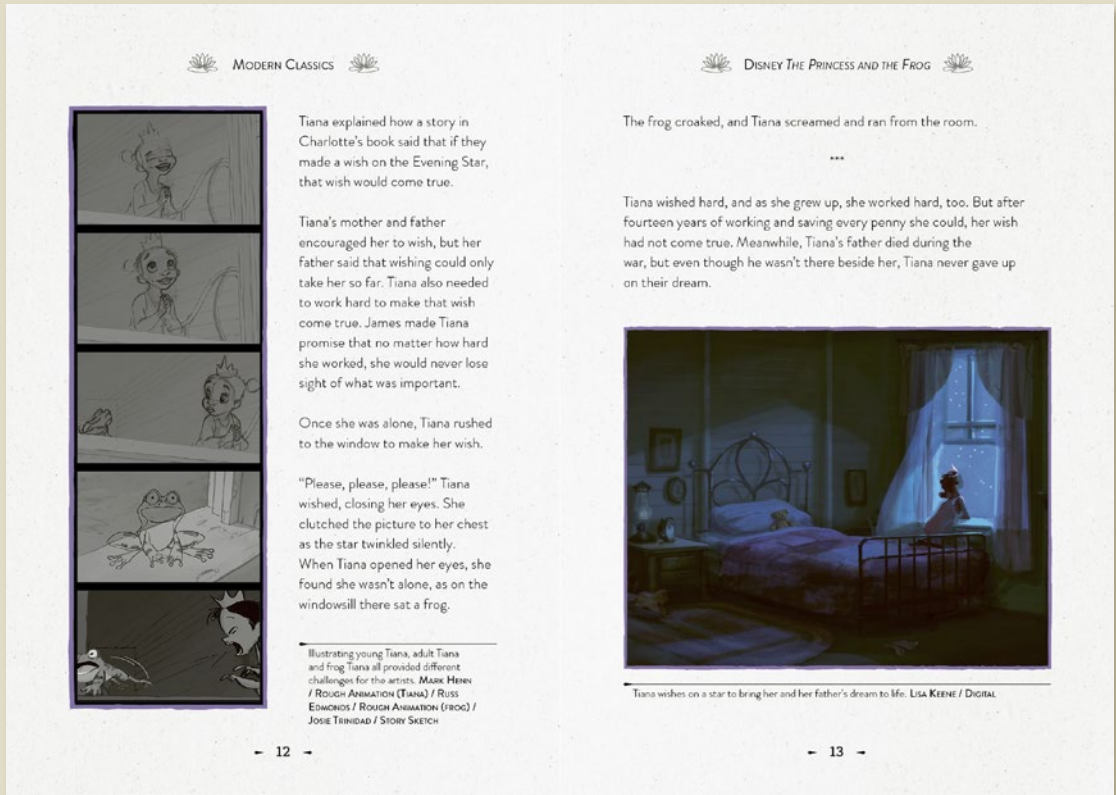 MODERN CLASSICS
Tiana explained how a story in
Charlotte's book said that if they
made a wish on the Evening Star,
that wish would come true.
Tiana's mother and father
encouraged her to wish, but her
father said that wishing could only
take her so far. Tiana also needed
to work hard to make that wish
come true. James made Tiana
promise that no matter how hard
she worked, she would never lose
sight of what was important.
Once she was alone, Tiana rushed
to the window to make her wish.
“Please, please, please!” Tiana
wished, closing her eyes. She
clutched the picture to her chest
as the star twinkled silently.
When Tiana opened her eyes, she
found she wasn't alone, as on the
windowsill there sat a frog.
Illustrating young Tiana, adult Tiana
and frog Tiana all provided different
challenges for the artists. MARK HENN
/ ROUGH ANIMATION (TIANA) / RUSS
EDMONDS / ROUGH ANIMATION (FROG) /
JOSIE TRINIDAD / STORY SKETCH
12
DISNEY THE PRINCESS AND THE FROG
The frog croaked, and Tiana screamed and ran from the room.
***
Tiana wished hard, and as she grew up, she worked hard, too. But after
fourteen years of working and saving every penny she could, her wish
had not come true. Meanwhile, Tiana's father died during the
war, but even though he wasn't there beside her, Tiana never gave up
on their dream.
Tiana wishes on a star to bring her and her father's dream to life. LISA KEENE / DIGITAL
13